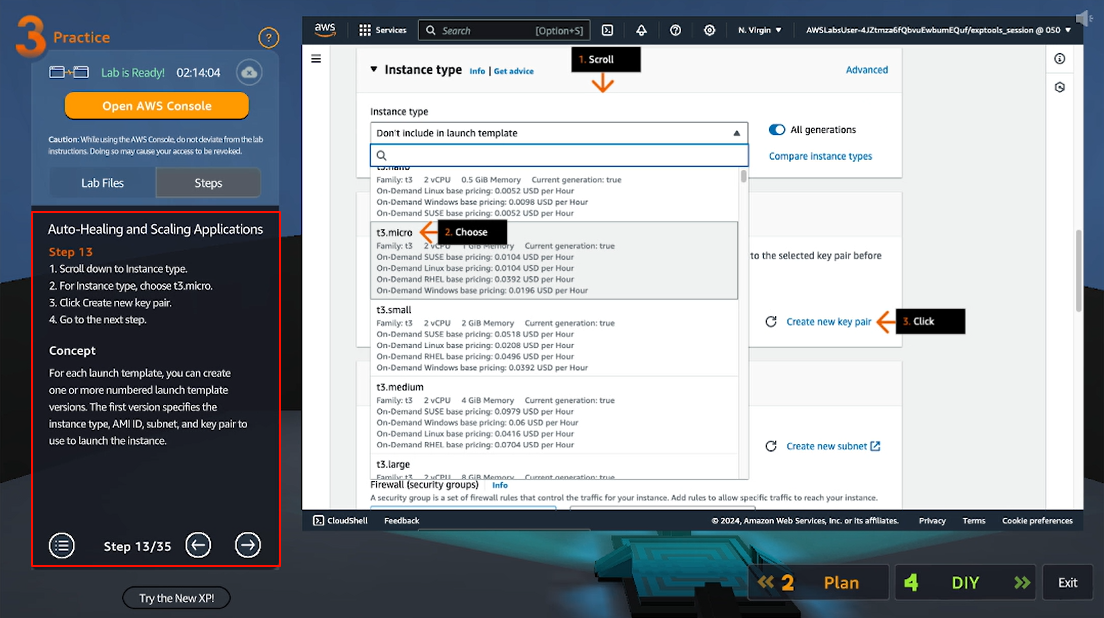 3 Practice
?
Lab is Ready! 02:14:04
Open AWS Console
Caution: While using the AWS Console, do not deviate from the lab
instructions. Doing so may cause your access to be revoked.
Lab Files
Steps
Auto-Healing and Scaling Applications
Step 13
1. Scroll down to Instance type.
2. For Instance type, choose t3.micro.
3. Click Create new key pair.
4. Go to the next step.
Concept
For each launch template, you can create
one or more numbered launch template
versions. The first version specifies the
instance type, AMI ID, subnet, and key pair to
use to launch the instance.
Step 13/35
Try the New XP!
aws
Services
Search [Option+S]
N. Virgin
AWSLabsUser-4JZtmza6fQbvuEwbumEQuf/exptools_session @ 050
Instance type Info | Get advice
1. Scroll
Advanced
Instance type
Don't include in launch template
All generations
Compare instance types
t3.nano
Family: t3 2 vCPU 0.5 GiB Memory Current generation: true
On-Demand Linux base pricing: 0.0052 USD per Hour
On-Demand Windows base pricing: 0.0098 USD per Hour
On-Demand SUSE base pricing: 0.0052 USD per Hour
t3.micro
2. Choose
Family: t3 2 vCPU 1 GiB Memory Current generation: true
On-Demand SUSE base pricing: 0.0104 USD per Hour
On-Demand Linux base pricing: 0.0104 USD per Hour
On-Demand RHEL base pricing: 0.0392 USD per Hour
On-Demand Windows base pricing: 0.0196 USD per Hour
to the selected key pair before
t3.small
Family: t3 2 vCPU 2 GiB Memory Current generation: true
On-Demand SUSE base pricing: 0.0518 USD per Hour
On-Demand Linux base pricing: 0.0208 USD per Hour
On-Demand RHEL base pricing: 0.0496 USD per Hour
On-Demand Windows base pricing: 0.0392 USD per Hour
Create new key pair
3. Click
t3.medium
Family: t3 2 vCPU 4 GiB Memory Current generation: true
On-Demand SUSE base pricing: 0.0979 USD per Hour
On-Demand Windows base pricing: 0.06 USD per Hour
On-Demand Linux base pricing: 0.0416 USD per Hour
On-Demand RHEL base pricing: 0.0704 USD per Hour
Create new subnet
t3.large
Family: t3 2 vCPU 8 GiB Memory Current generation: true
Firewall (security groups) Info
A security group is a set of firewall rules that control the traffic for your instance. Add rules to allow specific traffic to reach your instance.
CloudShell Feedback
© 2024, Amazon Web Services, Inc. or its affiliates. Privacy Terms Cookie preferences
2 Plan
4 DIY
Exit